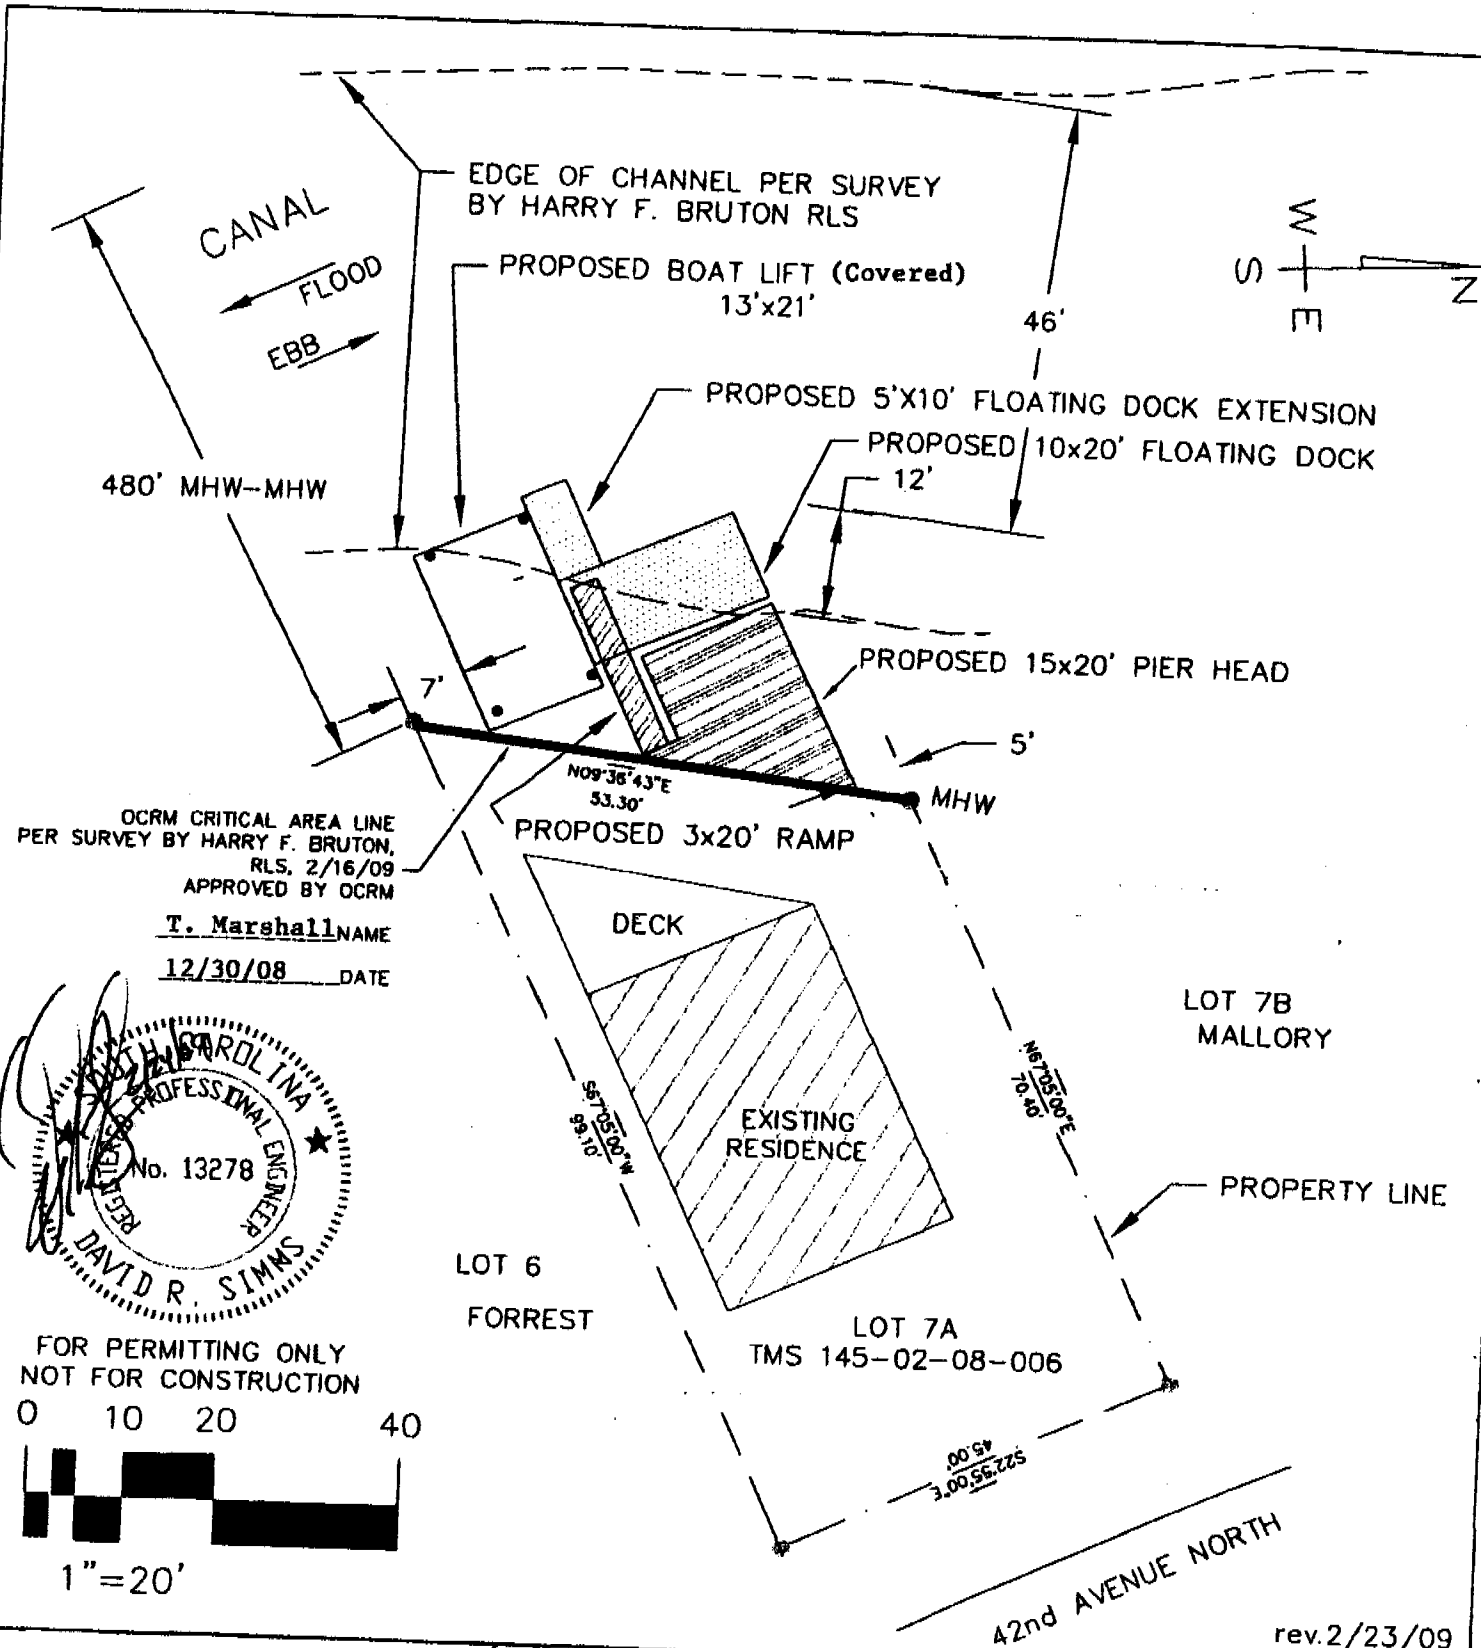 EDGE OF CHANNEL PER SURVEY
BY HARRY F. BRUTON RLS
CANAL
FLOOD
EBB
PROPOSED BOAT LIFT (Covered)
13'x21'
46'
W
S
N
E
PROPOSED 5'X10' FLOATING DOCK EXTENSION
PROPOSED 10x20' FLOATING DOCK
12'
480' MHW-MHW
PROPOSED 15x20' PIER HEAD
7'
5'
MHW
N09°36'43"E
53.30'
PROPOSED 3x20' RAMP
OCRM CRITICAL AREA LINE
PER SURVEY BY HARRY F. BRUTON,
RLS, 2/16/09
APPROVED BY OCRM
T. Marshall NAME
12/30/08 DATE
DECK
LOT 7B
MALLORY
S67°05'00"W
99.10'
N67°05'00"E
70.40'
EXISTING
RESIDENCE
PROPERTY LINE
SOUTH CAROLINA
REGISTERED PROFESSIONAL ENGINEER
No. 13278
DAVID R. SIMMS
LOT 6
FORREST
LOT 7A
TMS 145-02-08-006
FOR PERMITTING ONLY
NOT FOR CONSTRUCTION
0 10 20 40
1"=20'
S22°55'00"E
45.00'
42nd AVENUE NORTH
rev.2/23/09